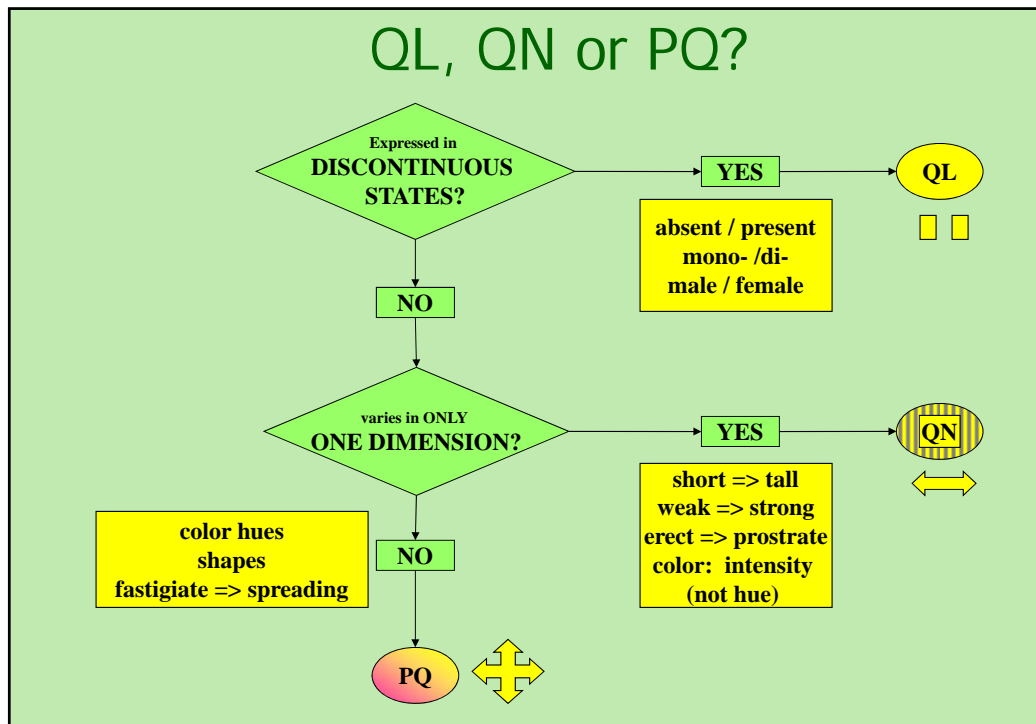 QL, QN or PQ?
Expressed in
DISCONTINUOUS
STATES?
YES
QL
absent / present
mono- /di-
male / female
NO
varies in ONLY
ONE DIMENSION?
YES
QN
short => tall
weak => strong
erect => prostrate
color:  intensity
(not hue)
color hues
shapes
fastigiate => spreading
NO
PQ